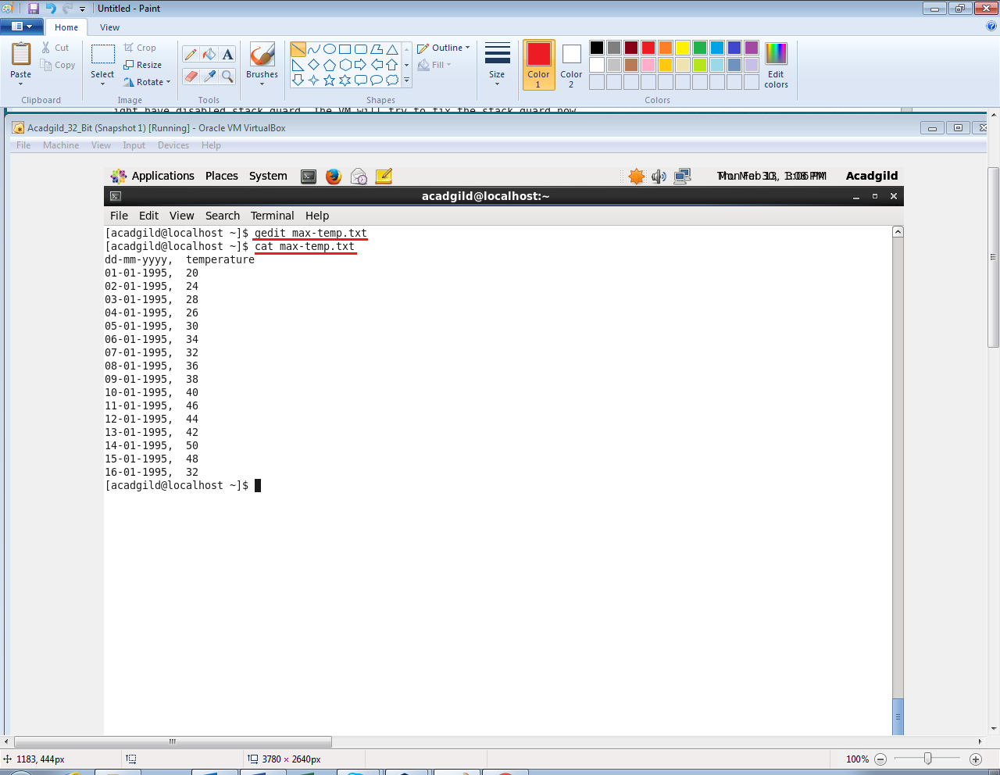 Untitled - Paint
Home View
Paste
Cut
Copy
Clipboard
Select
Crop
Resize
Rotate
Image
A
Tools
Brushes
Outline
Fill
Shapes
Size
Color 1
Color 2
Edit colors
Colors
ight have disabled stack guard. The VM will try to fix the stack guard now.
Acadgild_32_Bit (Snapshot 1) [Running] - Oracle VM VirtualBox
File Machine View Input Devices Help
Applications Places System Acadgild
acadgild@localhost:~
File Edit View Search Terminal Help
[acadgild@localhost ~]$ gedit max-temp.txt
[acadgild@localhost ~]$ cat max-temp.txt
dd-mm-yyyy, temperature
01-01-1995, 20
02-01-1995, 24
03-01-1995, 28
04-01-1995, 26
05-01-1995, 30
06-01-1995, 34
07-01-1995, 32
08-01-1995, 36
09-01-1995, 38
10-01-1995, 40
11-01-1995, 46
12-01-1995, 44
13-01-1995, 42
14-01-1995, 50
15-01-1995, 48
16-01-1995, 32
[acadgild@localhost ~]$
1183, 444px 3780 × 2640px 100%